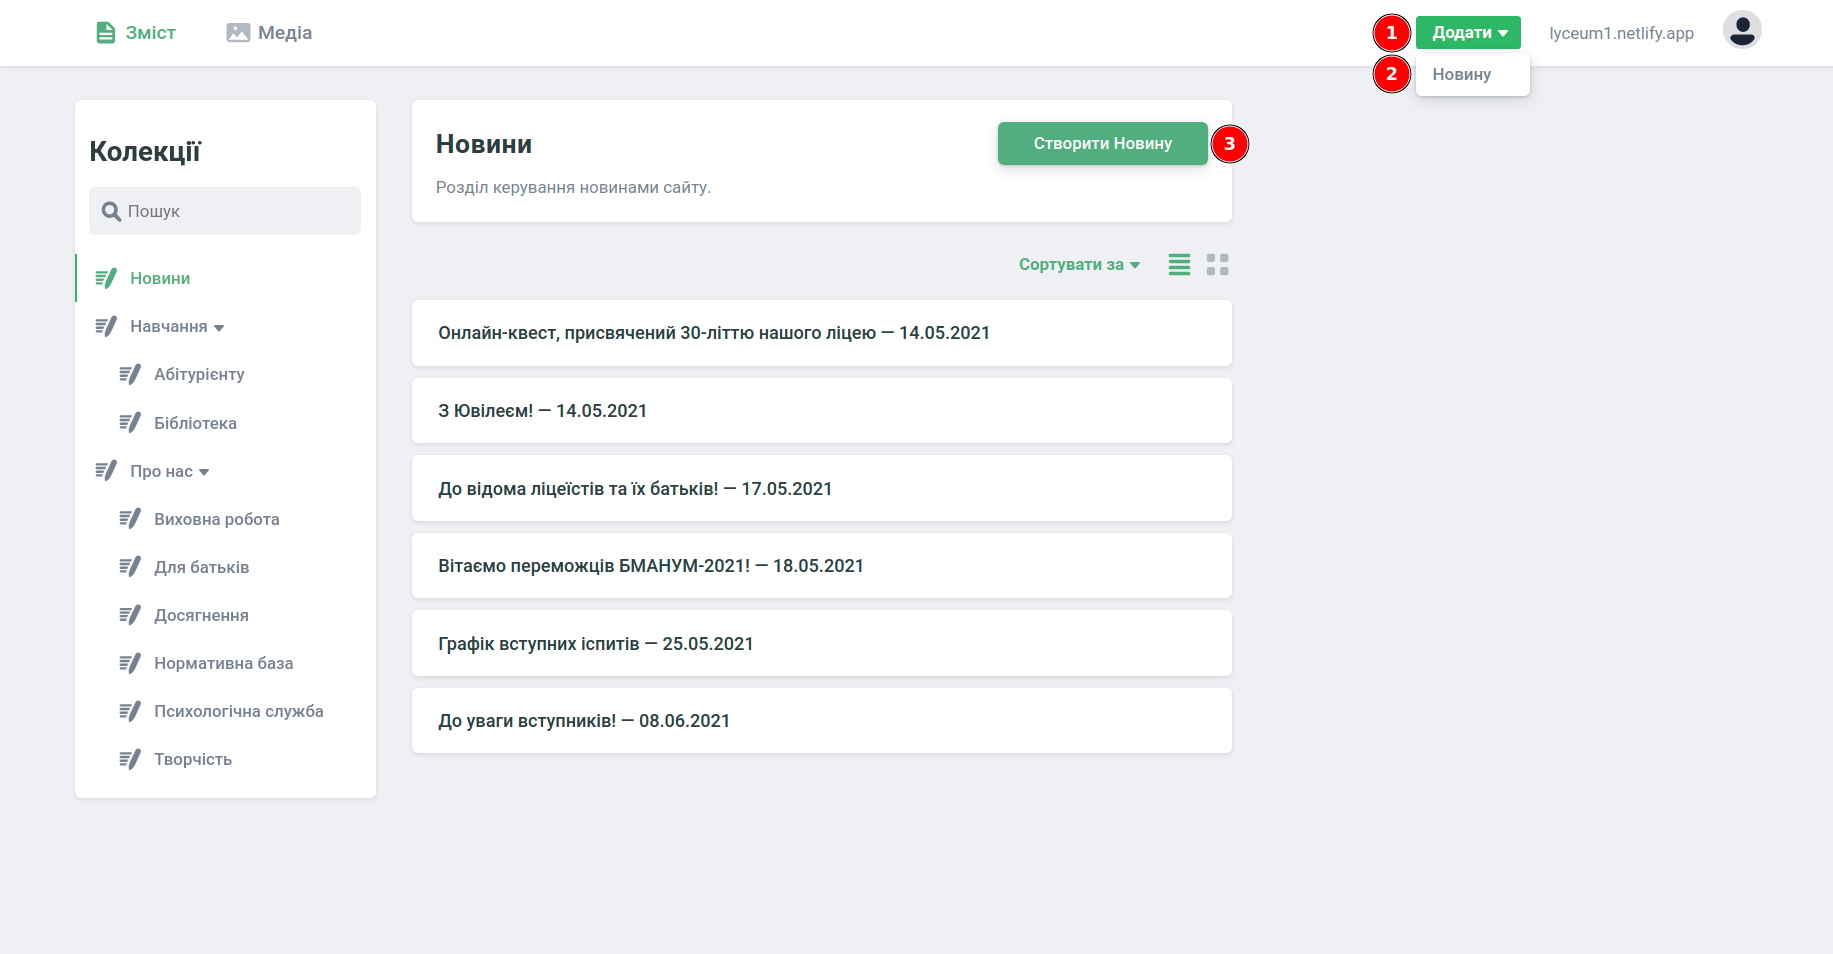 Зміст
Медіа
1
Додати
lyceum1.netlify.app
2
Новину
Колекції
Пошук
Новини
Навчання
Абітурієнту
Бібліотека
Про нас
Виховна робота
Для батьків
Досягнення
Нормативна база
Психологічна служба
Творчість
Новини
Створити Новину
3
Розділ керування новинами сайту.
Сортувати за
Онлайн-квест, присвячений 30-літтю нашого ліцею — 14.05.2021
З Ювілеєм! — 14.05.2021
До відома ліцеїстів та їх батьків! — 17.05.2021
Вітаємо переможців БМАНУМ-2021! — 18.05.2021
Графік вступних іспитів — 25.05.2021
До уваги вступників! — 08.06.2021